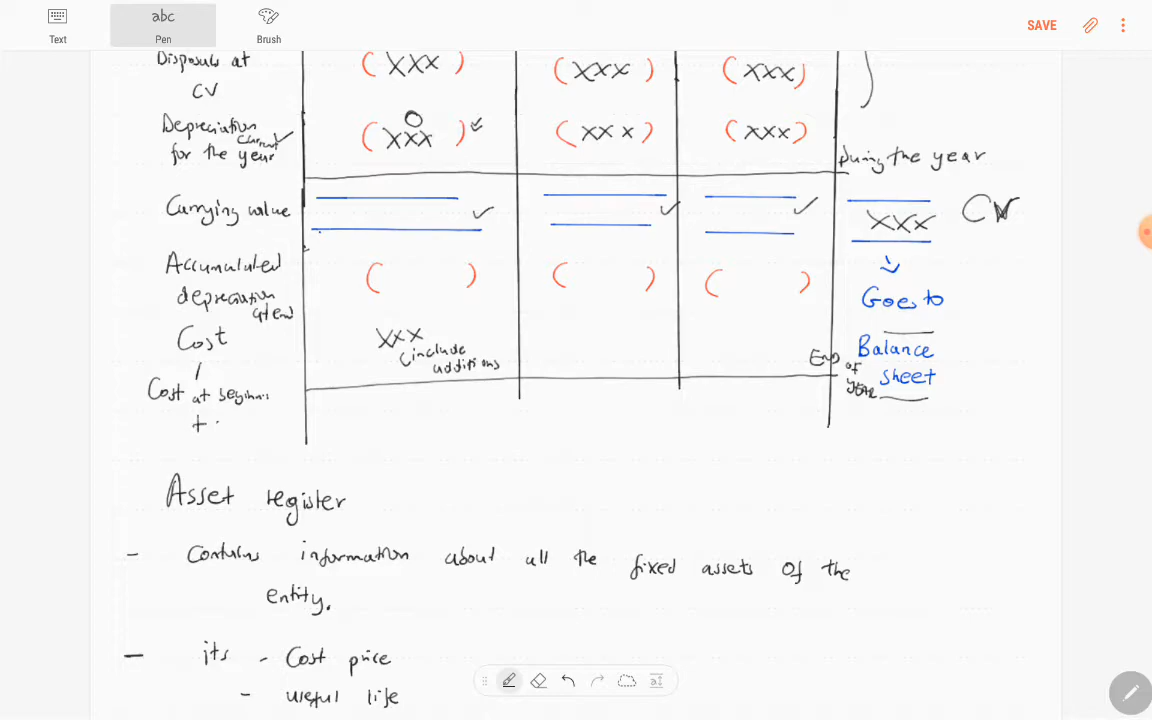 Text
abc
Pen
Brush
SAVE
Disposals at (XXX) (XXX) (XXX)
CV
Depreciation current (XXX) (XXX) (XXX)
for the year
During the year
Carrying value XXX CV
Accumulated ( ) ( ) ( )
depreciation Goes to
Cost XXX
(include additions
Balance sheet
End of year
/
Cost at
+
Asset register
- Contains information about all the fixed assets of the
entity.
- its - Cost price
- useful life